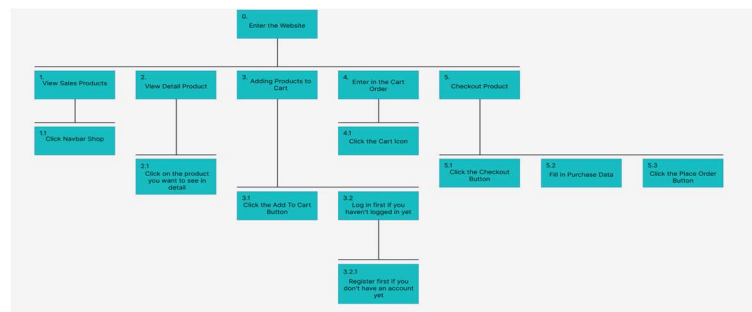 0.
Enter the Website
1.
View Sales Products
2.
View Detail Product
3.
Adding Products to
Cart
4.
Enter in the Cart
Order
5.
Checkout Product
1.1
Click Navbar Shop
2.1
Click on the product
you want to see in
detail
3.1
Click the Add To Cart
Button
3.2
Log in first if you
haven't logged in yet
3.2.1
Register first if you
don't have an account
yet
4.1
Click the Cart Icon
5.1
Click the Checkout
Button
5.2
Fill in Purchase Data
5.3
Click the Place Order
Button